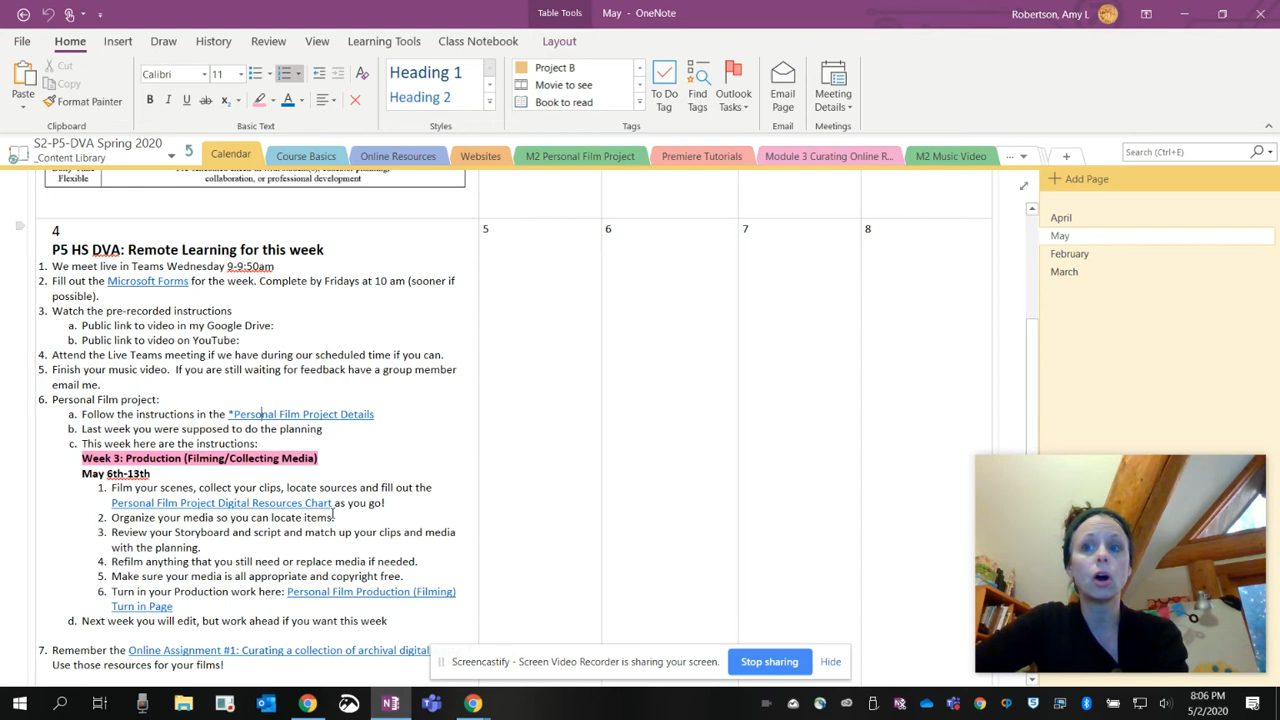 Table Tools
May - OneNote
Robertson, Amy L
File Home Insert Draw History Review View Learning Tools Class Notebook Layout
Paste
Cut
Copy
Format Painter
Clipboard
Calibri 11
B I U ab x₂ A
Basic Text
Heading 1
Heading 2
Styles
Project B
Movie to see
Book to read
To Do Tag
Find Tags
Outlook Tasks
Tags
Email Page
Email
Meeting Details
Meetings
S2-P5-DVA Spring 2020
_Content Library
Calendar Course Basics Online Resources Websites M2 Personal Film Project Premiere Tutorials Module 3 Curating Online R... M2 Music Video ...
Search (Ctrl+E)
Add Page
April
May
February
March
Flexible
collaboration, or professional development
4 5 6 7 8
P5 HS DVA: Remote Learning for this week
1. We meet live in Teams Wednesday 9-9:50am
2. Fill out the Microsoft Forms for the week. Complete by Fridays at 10 am (sooner if
possible).
3. Watch the pre-recorded instructions
a. Public link to video in my Google Drive:
b. Public link to video on YouTube:
4. Attend the Live Teams meeting if we have during our scheduled time if you can.
5. Finish your music video. If you are still waiting for feedback have a group member
email me.
6. Personal Film project:
a. Follow the instructions in the *Personal Film Project Details
b. Last week you were supposed to do the planning
c. This week here are the instructions:
Week 3: Production (Filming/Collecting Media)
May 6th-13th
1. Film your scenes, collect your clips, locate sources and fill out the
Personal Film Project Digital Resources Chart as you go!
2. Organize your media so you can locate items!
3. Review your Storyboard and script and match up your clips and media
with the planning.
4. Refilm anything that you still need or replace media if needed.
5. Make sure your media is all appropriate and copyright free.
6. Turn in your Production work here: Personal Film Production (Filming)
Turn in Page
d. Next week you will edit, but work ahead if you want this week
7. Remember the Online Assignment #1: Curating a collection of archival digital
Use those resources for your films!
Screencastify - Screen Video Recorder is sharing your screen. Stop sharing Hide
8:06 PM
5/2/2020